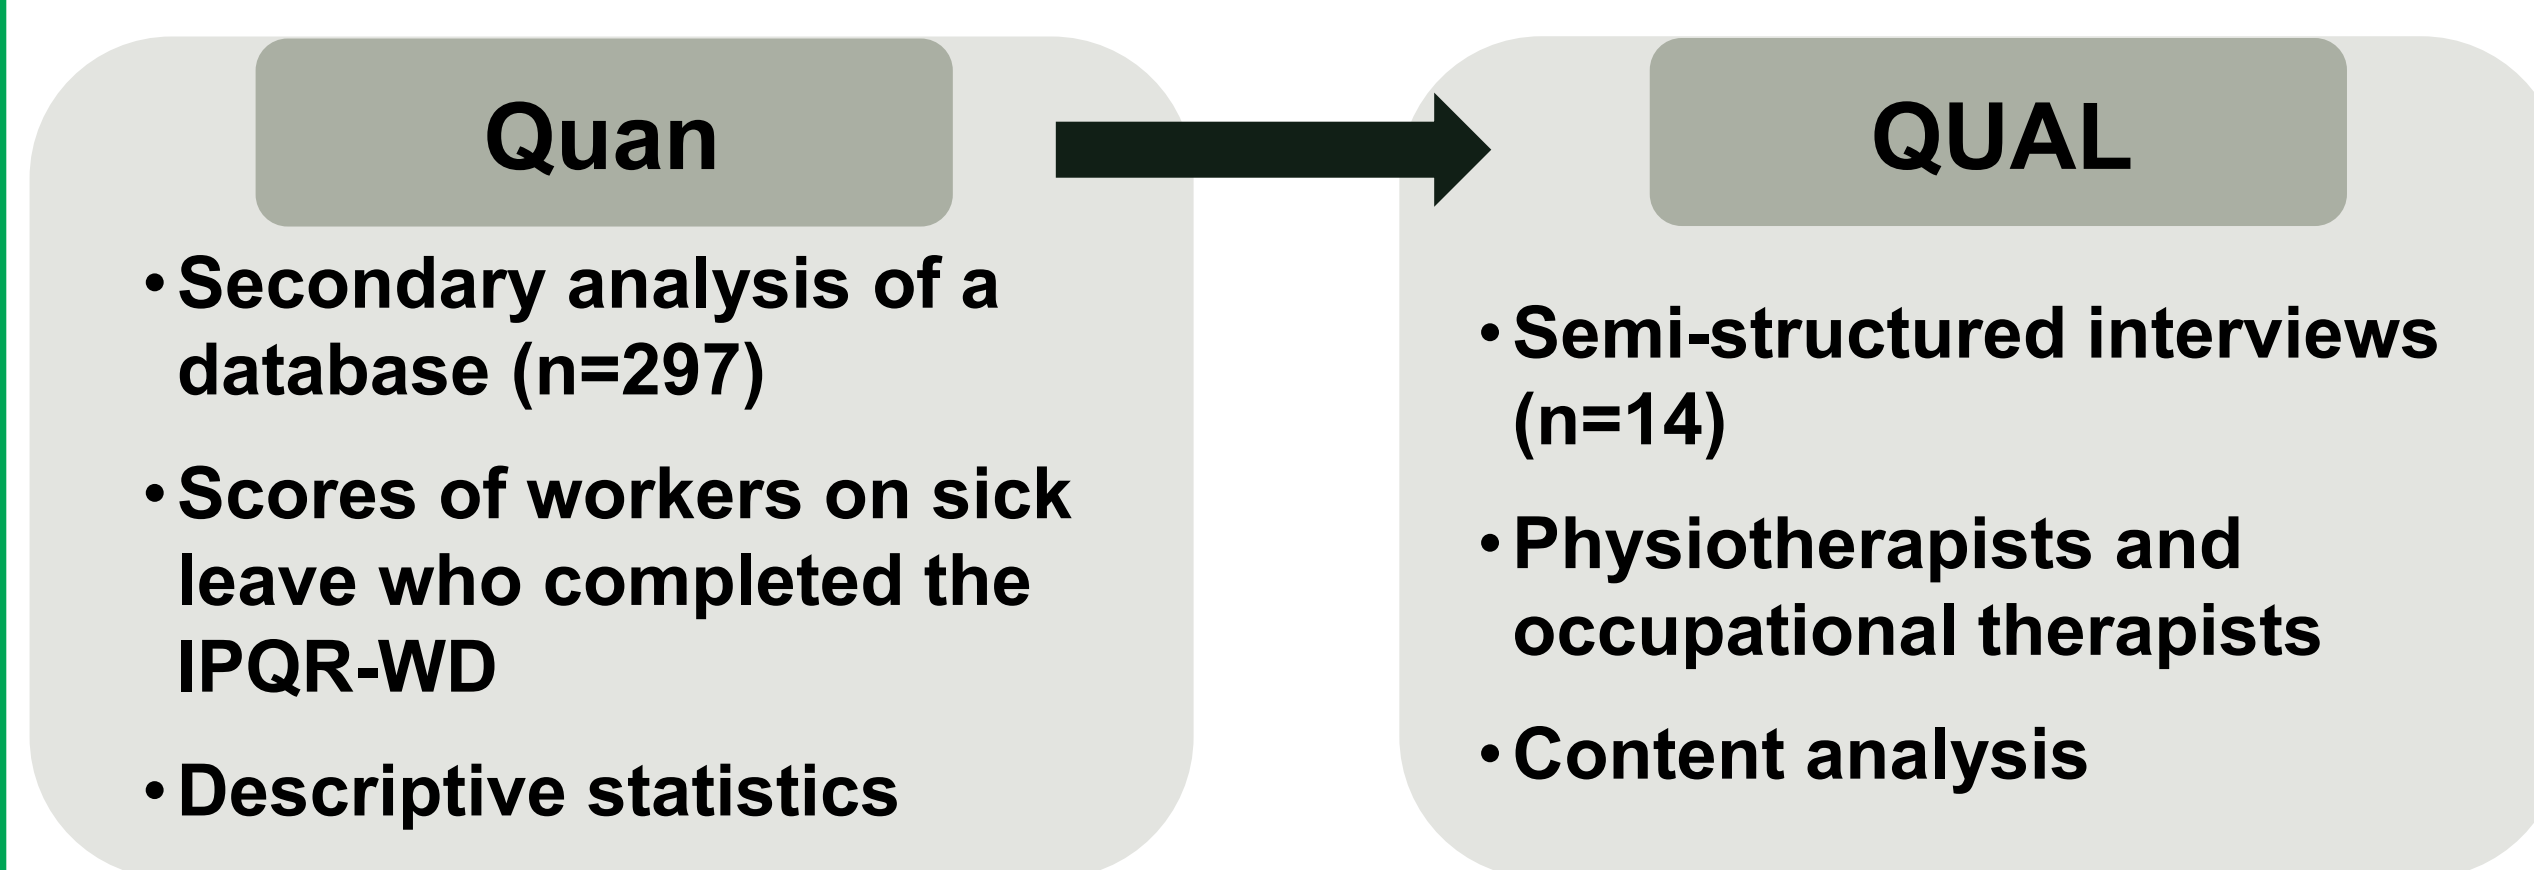 Quan
• Secondary analysis of a
database (n=297)
• Scores of workers on sick
leave who completed the
IPQR-WD
• Descriptive statistics
QUAL
• Semi-structured interviews
(n=14)
• Physiotherapists and
occupational therapists
• Content analysis